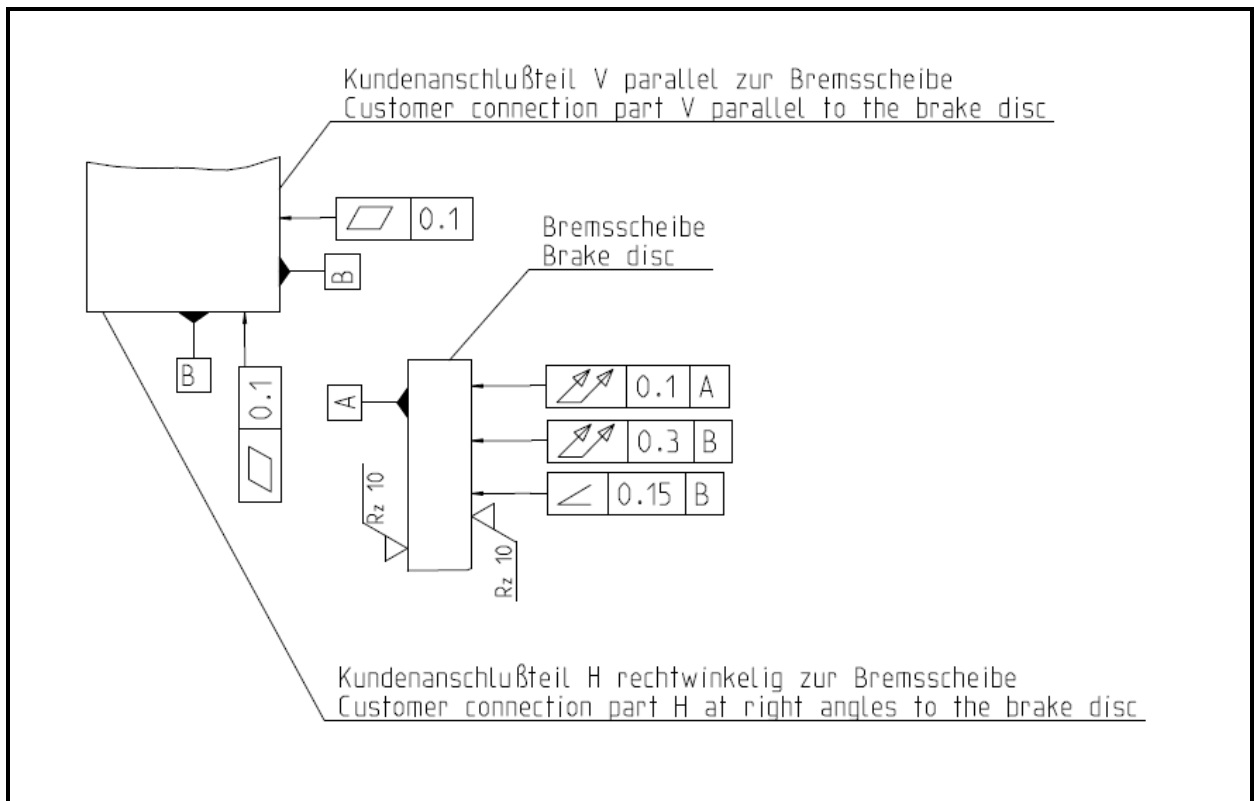 Kundenanschlußteil V parallel zur Bremsscheibe
Customer connection part V parallel to the brake disc
0.1
B
Bremsscheibe
Brake disc
B
0.1
A
0.1 A
0.3 B
0.15 B
Rz 10
Rz 10
Kundenanschlußteil H rechtwinkelig zur Bremsscheibe
Customer connection part H at right angles to the brake disc